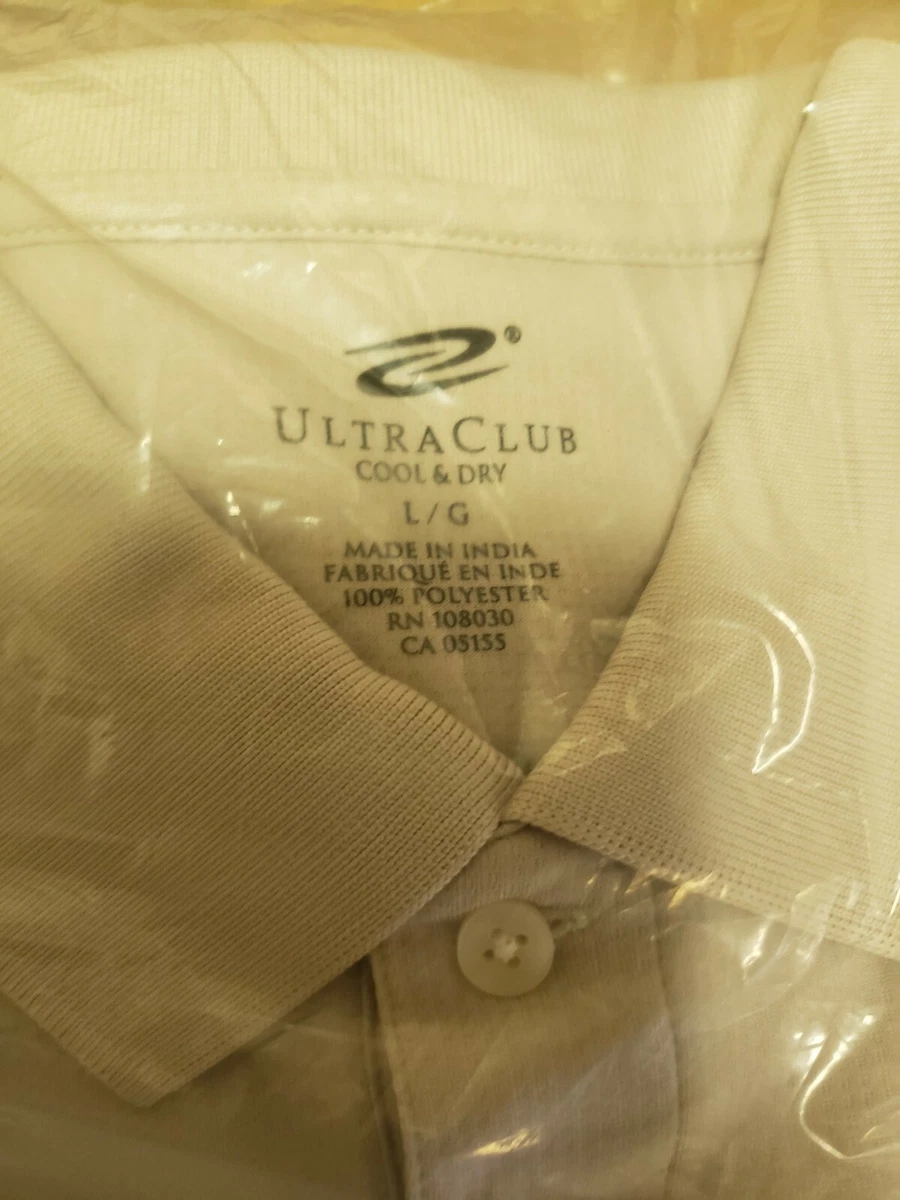 ®
ULTRACLUB
COOL & DRY
L/G
MADE IN INDIA
FABRIQUÉ EN INDE
100% POLYESTER
RN 108030
CA 05155